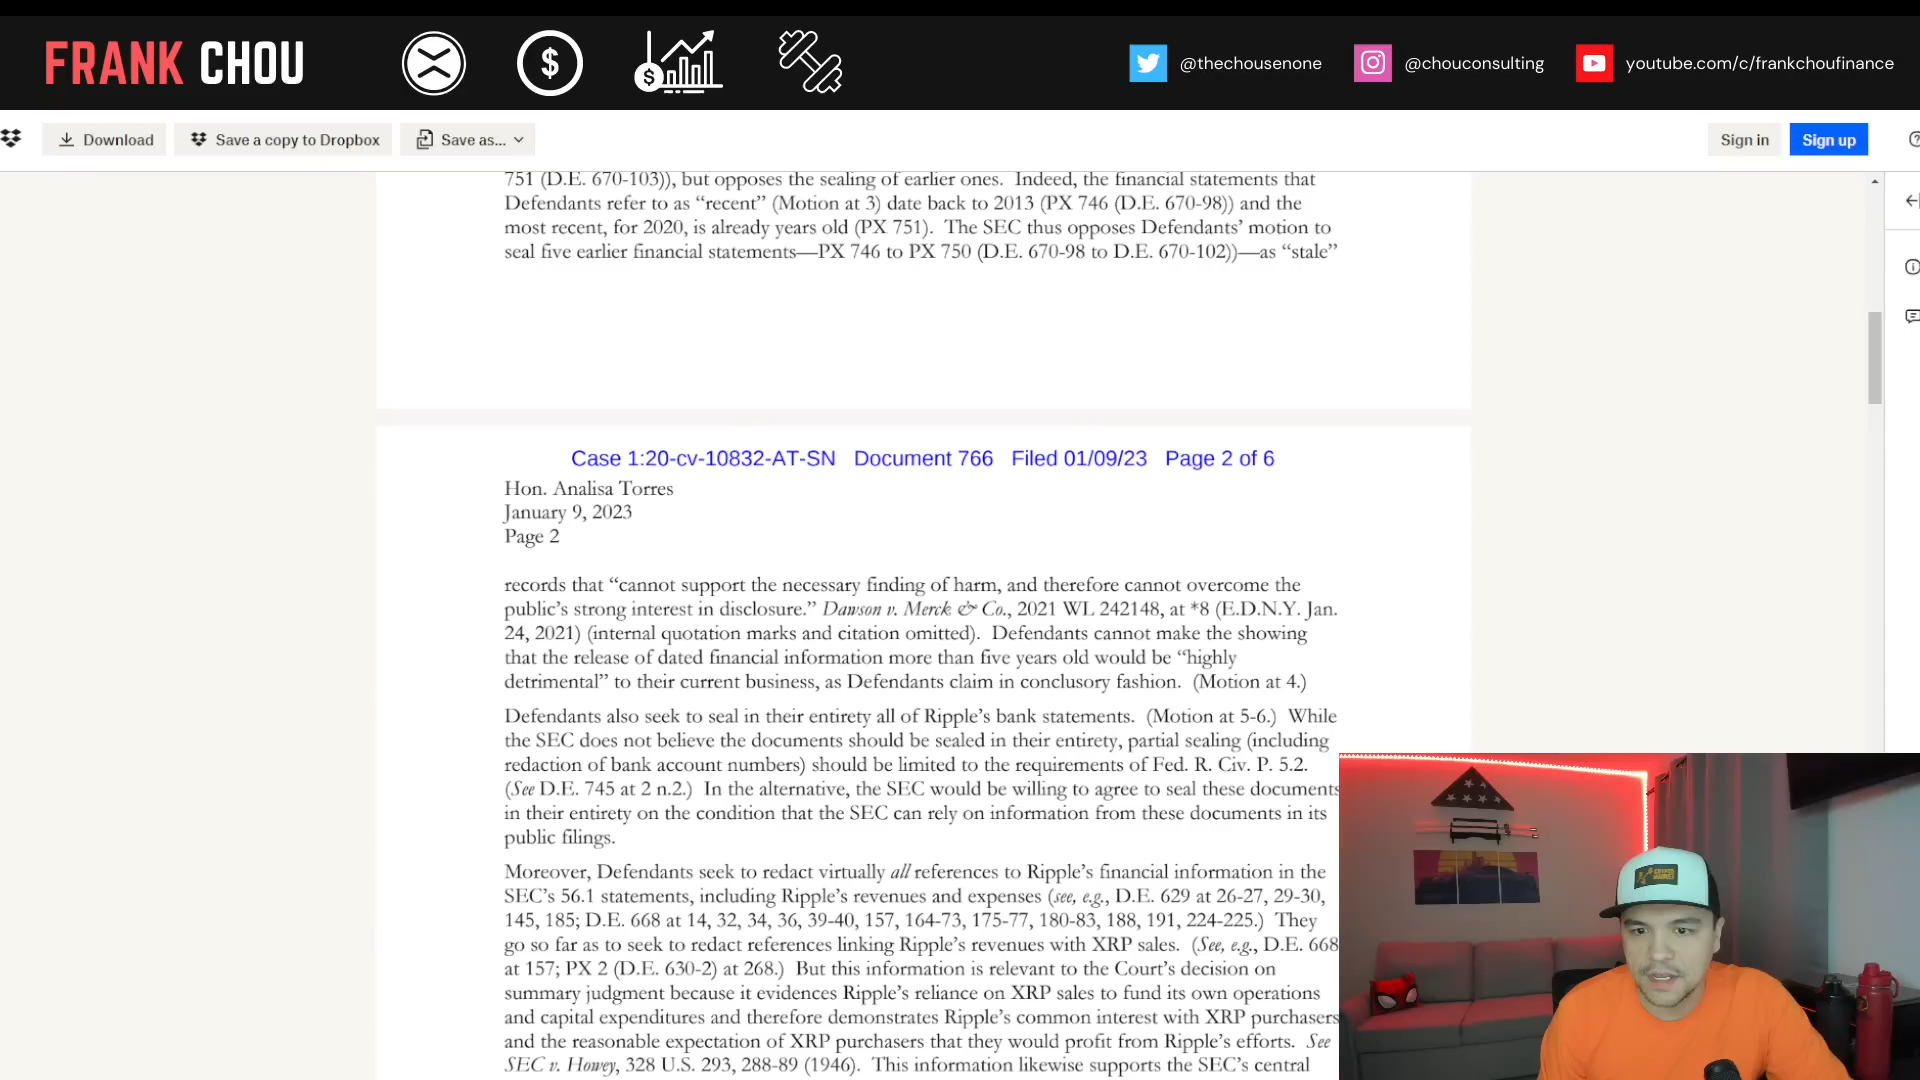 FRANK CHOU
@thechousenone
@chouconsulting
youtube.com/c/frankchoufinance
Download
Save a copy to Dropbox
Save as...
Sign in
Sign up
751 (D.E. 670-103)), but opposes the sealing of earlier ones. Indeed, the financial statements that
Defendants refer to as “recent” (Motion at 3) date back to 2013 (PX 746 (D.E. 670-98)) and the
most recent, for 2020, is already years old (PX 751). The SEC thus opposes Defendants’ motion to
seal five earlier financial statements—PX 746 to PX 750 (D.E. 670-98 to D.E. 670-102))—as “stale”
Case 1:20-cv-10832-AT-SN Document 766 Filed 01/09/23 Page 2 of 6
Hon. Analisa Torres
January 9, 2023
Page 2
records that “cannot support the necessary finding of harm, and therefore cannot overcome the
public’s strong interest in disclosure.” Dawson v. Merck & Co., 2021 WL 242148, at *8 (E.D.N.Y. Jan.
24, 2021) (internal quotation marks and citation omitted). Defendants cannot make the showing
that the release of dated financial information more than five years old would be “highly
detrimental” to their current business, as Defendants claim in conclusory fashion. (Motion at 4.)
Defendants also seek to seal in their entirety all of Ripple’s bank statements. (Motion at 5-6.) While
the SEC does not believe the documents should be sealed in their entirety, partial sealing (including
redaction of bank account numbers) should be limited to the requirements of Fed. R. Civ. P. 5.2.
(See D.E. 745 at 2 n.2.) In the alternative, the SEC would be willing to agree to seal these documents
in their entirety on the condition that the SEC can rely on information from these documents in its
public filings.
Moreover, Defendants seek to redact virtually all references to Ripple’s financial information in the
SEC’s 56.1 statements, including Ripple’s revenues and expenses (see, e.g., D.E. 629 at 26-27, 29-30,
145, 185; D.E. 668 at 14, 32, 34, 36, 39-40, 157, 164-73, 175-77, 180-83, 188, 191, 224-225.) They
go so far as to seek to redact references linking Ripple’s revenues with XRP sales. (See, e.g., D.E. 668
at 157; PX 2 (D.E. 630-2) at 268.) But this information is relevant to the Court’s decision on
summary judgment because it evidences Ripple’s reliance on XRP sales to fund its own operations
and capital expenditures and therefore demonstrates Ripple’s common interest with XRP purchasers
and the reasonable expectation of XRP purchasers that they would profit from Ripple’s efforts. See
SEC v. Howey, 328 U.S. 293, 288-89 (1946). This information likewise supports the SEC’s central